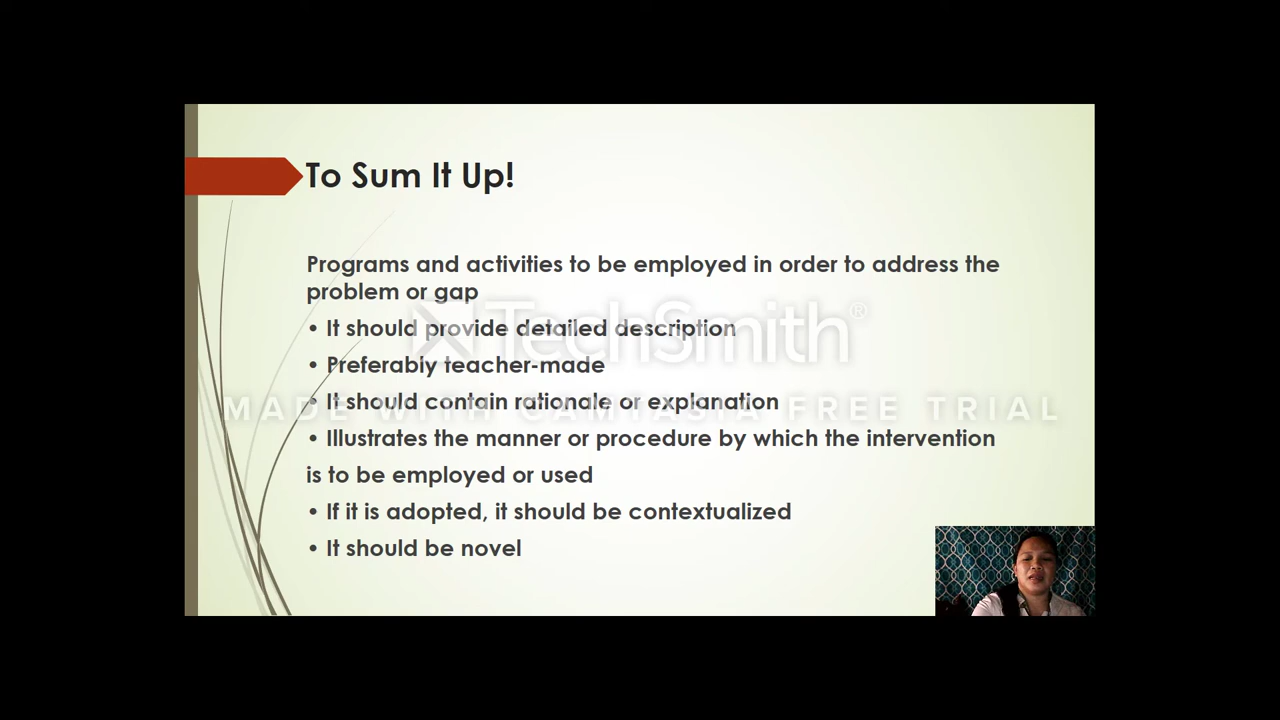 To Sum It Up!
Programs and activities to be employed in order to address the
problem or gap
• It should provide detailed description
TechSmith®
• Preferably teacher-made
• It should contain rationale or explanation
MADE WITH CAMTASIA FREE TRIAL
• Illustrates the manner or procedure by which the intervention
is to be employed or used
• If it is adopted, it should be contextualized
• It should be novel